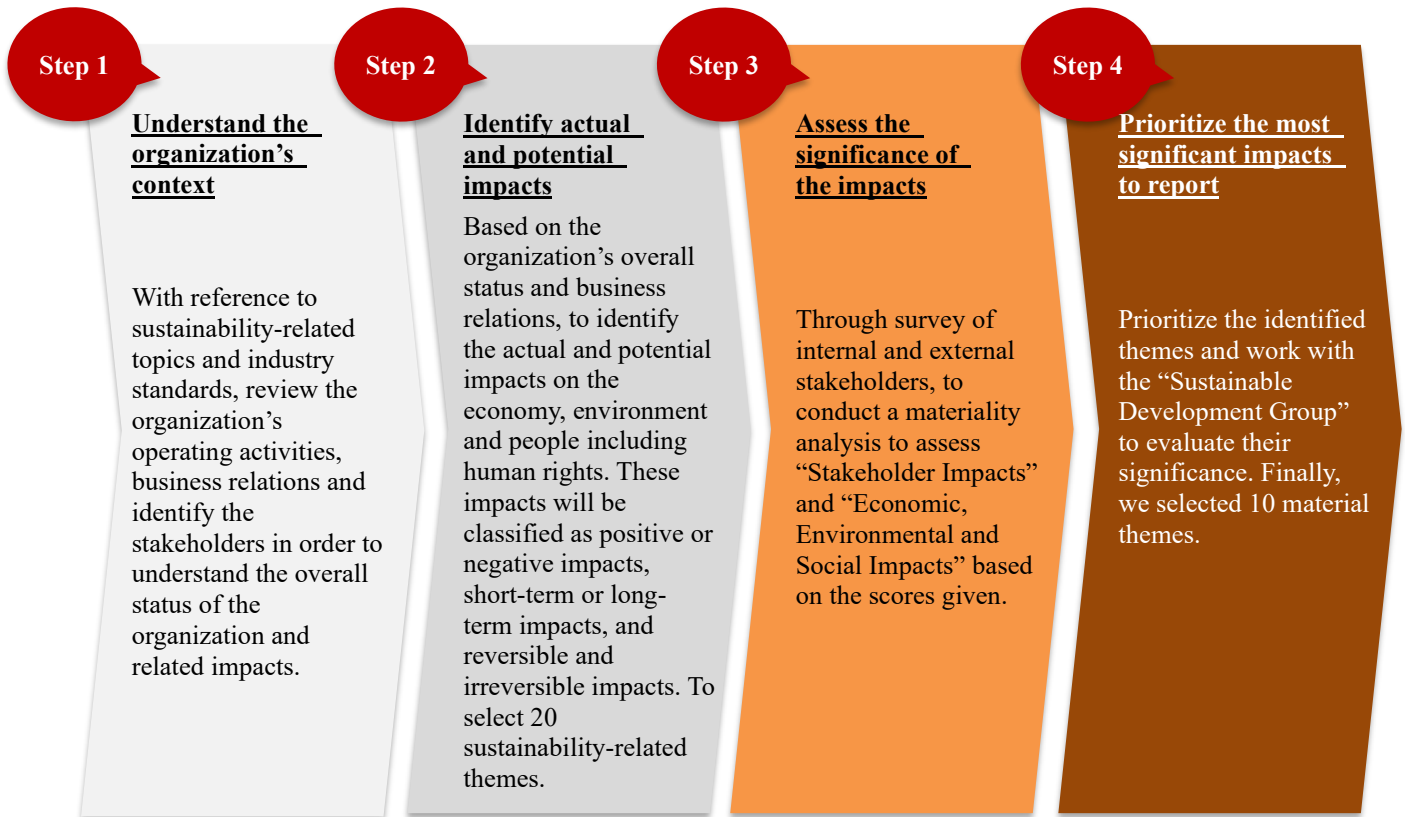 Step 1
Understand the
organization’s
context
With reference to
sustainability-related
topics and industry
standards, review the
organization’s
operating activities,
business relations and
identify the
stakeholders in order to
understand the overall
status of the
organization and
related impacts.
Step 2
Identify actual
and potential
impacts
Based on the
organization’s overall
status and business
relations, to identify
the actual and potential
impacts on the
economy, environment
and people including
human rights. These
impacts will be
classified as positive or
negative impacts,
short-term or long-
term impacts, and
reversible and
irreversible impacts. To
select 20
sustainability-related
themes.
Step 3
Assess the
significance of
the impacts
Through survey of
internal and external
stakeholders, to
conduct a materiality
analysis to assess
“Stakeholder Impacts”
and “Economic,
Environmental and
Social Impacts” based
on the scores given.
Step 4
Prioritize the most
significant impacts
to report
Prioritize the identified
themes and work with
the “Sustainable
Development Group”
to evaluate their
significance. Finally,
we selected 10 material
themes.